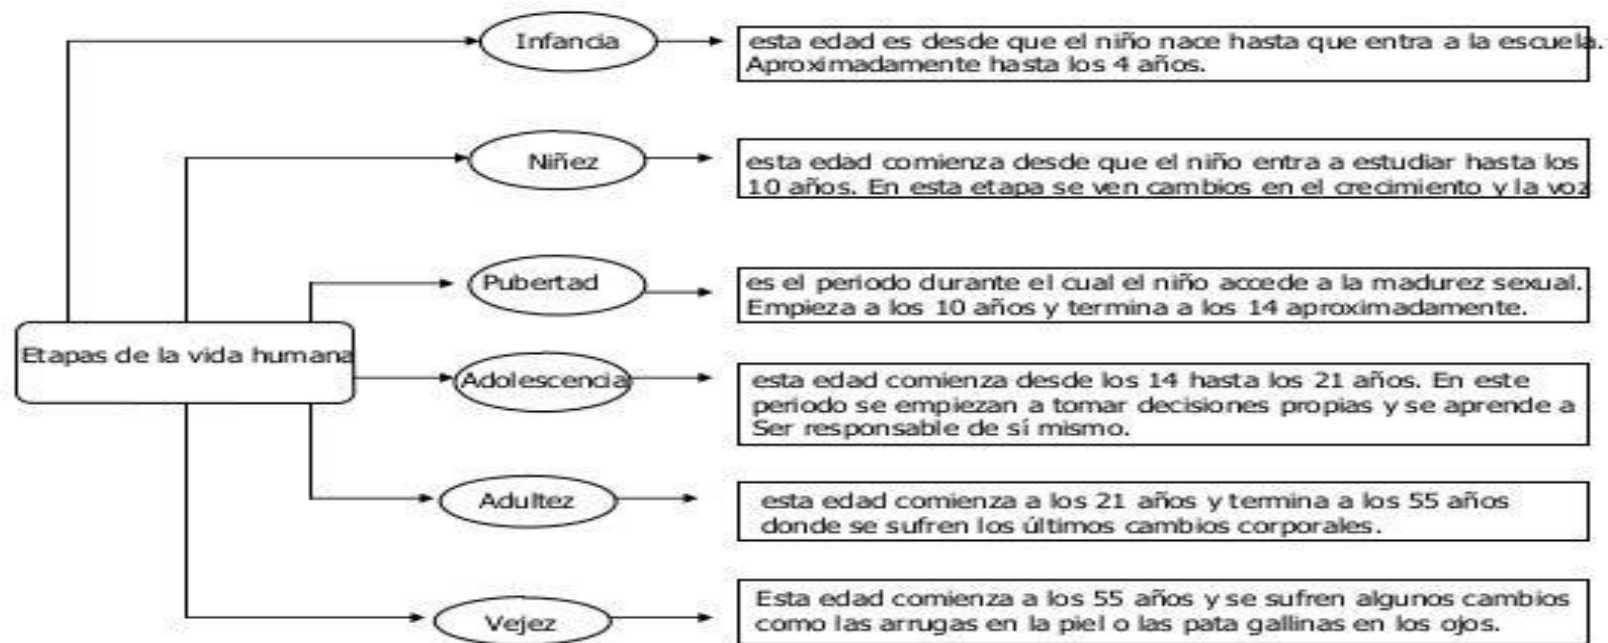 Infancia
esta edad es desde que el niño nace hasta que entra a la escuela.
Aproximadamente hasta los 4 años.
Niñez
esta edad comienza desde que el niño entra a estudiar hasta los
10 años. En esta etapa se ven cambios en el crecimiento y la voz
Pubertad
es el periodo durante el cual el niño accede a la madurez sexual.
Empieza a los 10 años y termina a los 14 aproximadamente.
Etapas de la vida humana
Adolescencia
esta edad comienza desde los 14 hasta los 21 años. En este
periodo se empiezan a tomar decisiones propias y se aprende a
Ser responsable de sí mismo.
Adultez
esta edad comienza a los 21 años y termina a los 55 años
donde se sufren los últimos cambios corporales.
Vejez
Esta edad comienza a los 55 años y se sufren algunos cambios
como las arrugas en la piel o las pata gallinas en los ojos.